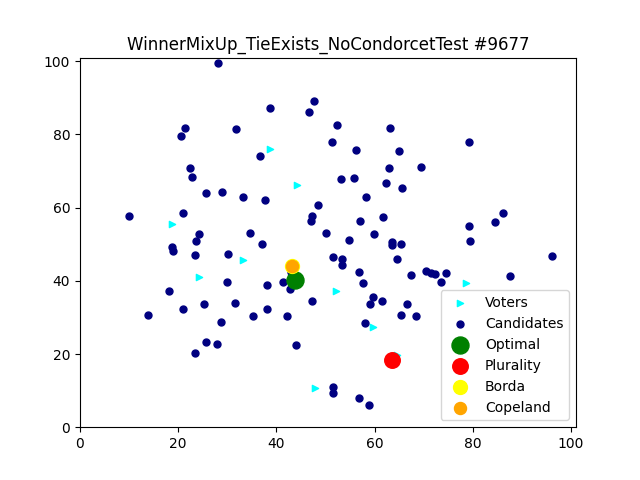 WinnerMixUp_TieExists_NoCondorcetTest #9677
100
80
60
40
20
0
0 20 40 60 80 100
Voters
Candidates
Optimal
Plurality
Borda
Copeland